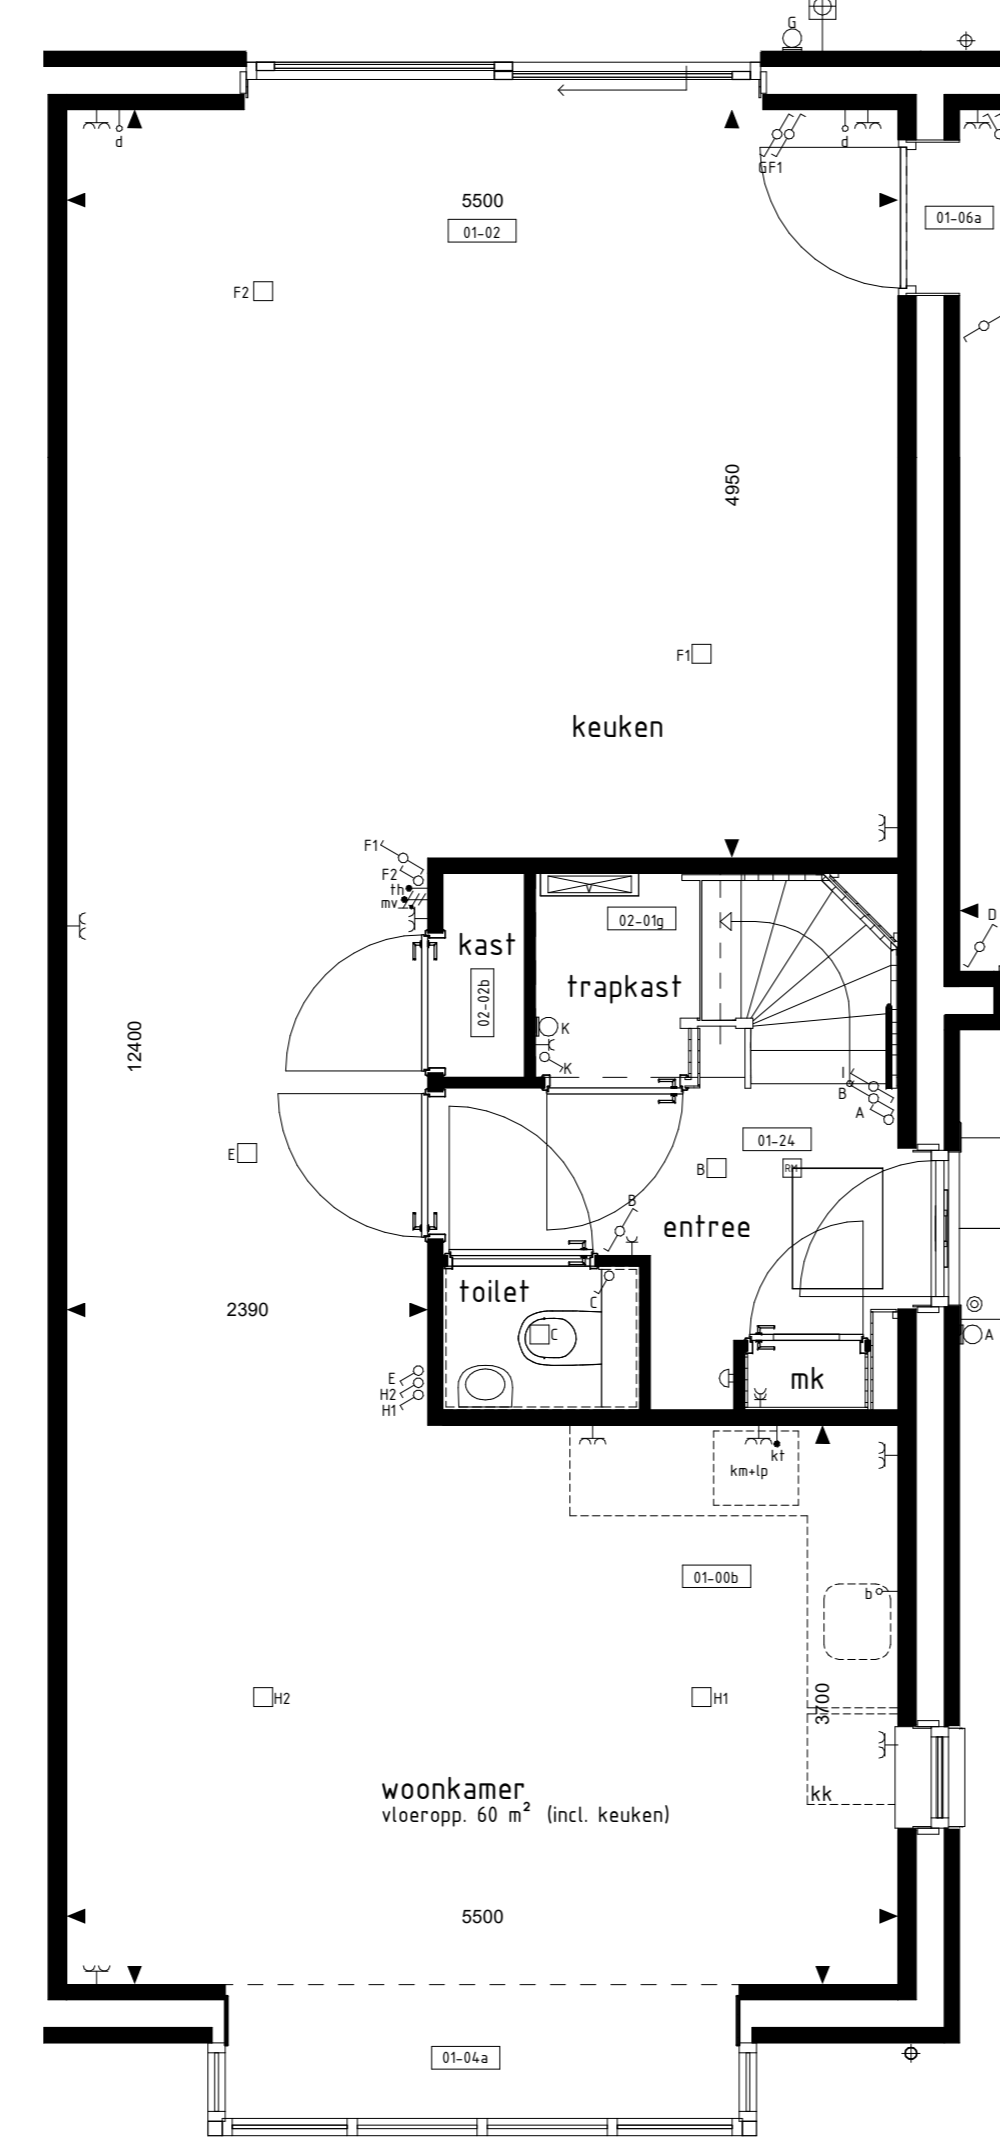 G
d
d
GF1
5500
01-02
01-06a
F2
4950
F1
keuken
F1
F2
th
mv
D
kast
02-01g
02-02b
trapkast
12400
K
K
I
B
A
01-24
E
B
RM
B
entree
toilet
C
2390
C
A
E
H2
H1
mk
kt
km+lp
01-00b
b
H2
H1
3700
woonkamer
kk
vloeropp. 60 m² (incl. keuken)
5500
01-04a